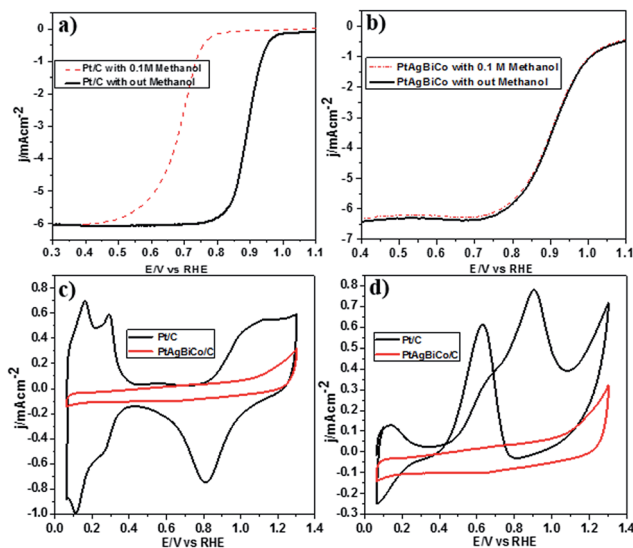 a)
Pt/C with 0.1M Methanol
Pt/C with out Methanol
j/mAcm-2
0
-1
-2
-3
-4
-5
-6
0.3 0.4 0.5 0.6 0.7 0.8 0.9 1.0 1.1
E/V vs RHE
b)
PtAgBiCo with 0.1 M Methanol
PtAgBiCo with out Methanol
j/mAcm-2
0
-1
-2
-3
-4
-5
-6
-7
0.4 0.5 0.6 0.7 0.8 0.9 1.0 1.1
E/V vs RHE
c)
Pt/C
PtAgBiCo/C
j/mAcm-2
0.8
0.6
0.4
0.2
0.0
-0.2
-0.4
-0.6
-0.8
-1.0
0.0 0.2 0.4 0.6 0.8 1.0 1.2 1.4
E/V vs RHE
d)
Pt/C
PtAgBiCo/C
j/mAcm-2
0.8
0.7
0.6
0.5
0.4
0.3
0.2
0.1
-0.0
-0.1
-0.2
-0.3
0.0 0.2 0.4 0.6 0.8 1.0 1.2 1.4
E/V vs RHE